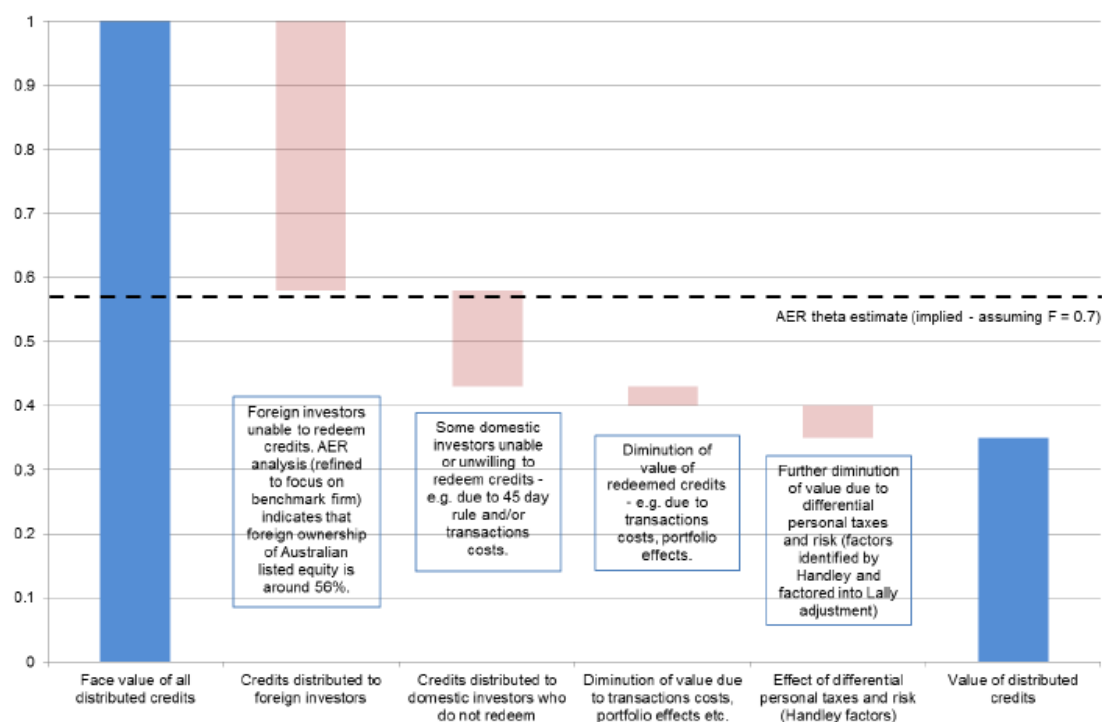 1
0.9
0.8
0.7
0.6
0.5
0.4
0.3
0.2
0.1
0
AER theta estimate (implied - assuming F = 0.7)
Foreign investors
unable to redeem
credits. AER
analysis (refined
to focus on
benchmark firm)
indicates that
foreign ownership
of Australian
listed equity is
around 56%.
Some domestic
investors unable
or unwilling to
redeem credits -
e.g. due to 45 day
rule and/or
transactions
costs.
Diminution of
value of
redeemed credits
- e.g. due to
transactions
costs, portfolio
effects.
Further diminution
of value due to
differential
personal taxes
and risk (factors
identified by
Handley and
factored into Lally
adjustment)
Face value of all
distributed credits
Credits distributed to
foreign investors
Credits distributed to
domestic investors who
do not redeem
Diminution of value due
to transactions costs,
portfolio effects etc.
Effect of differential
personal taxes and risk
(Handley factors)
Value of distributed
credits